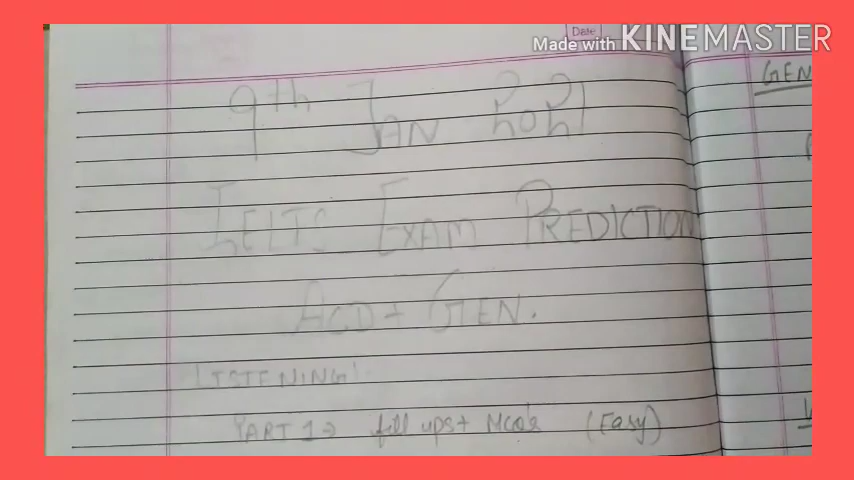 Date
Made with KINEMASTER
GEN
9th JAN 2021
IELTS EXAM PREDICTION
ACD + GEN.
LISTENING:
PART 1 → fill ups + MCQ's (Easy)